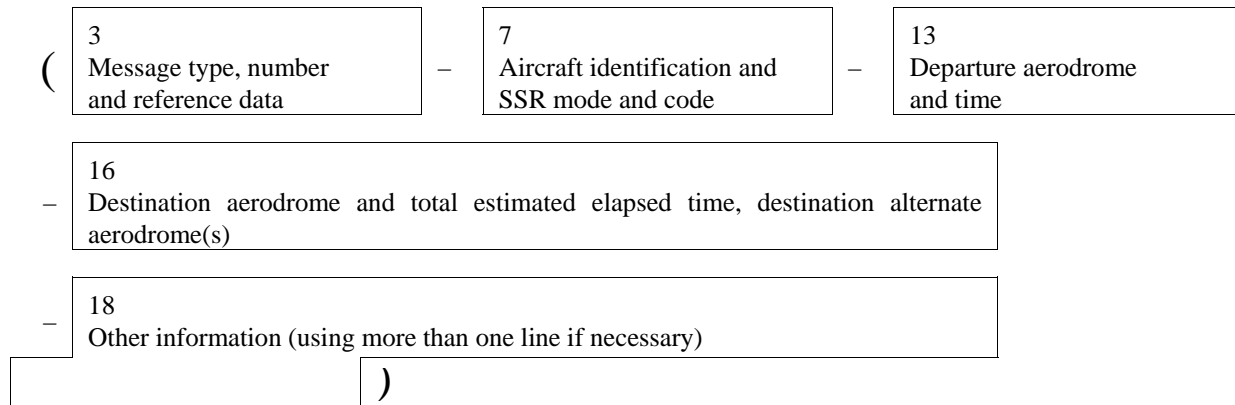 3 7 13
( Message type, number – Aircraft identification and – Departure aerodrome
and reference data SSR mode and code and time
16
– Destination aerodrome and total estimated elapsed time, destination alternate
aerodrome(s)
18
– Other information (using more than one line if necessary)
)